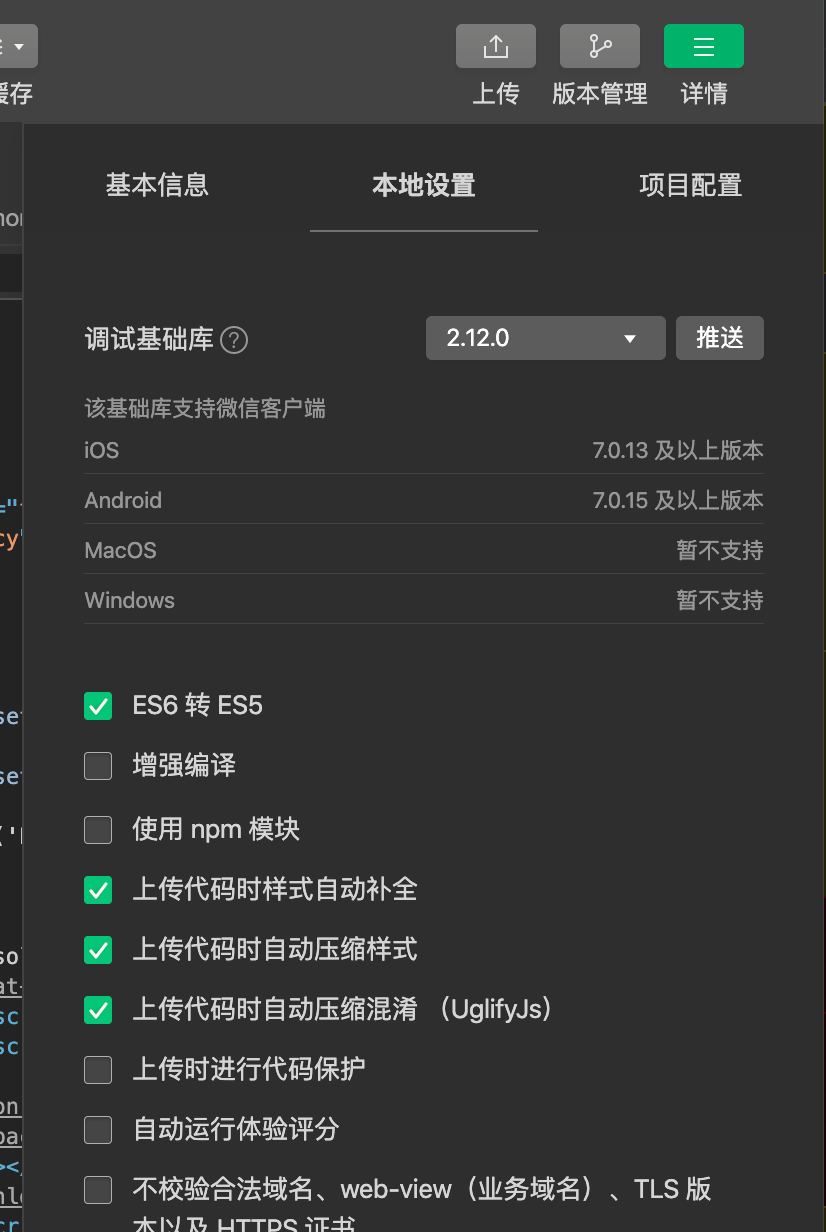 上传
版本管理
详情
基本信息
本地设置
项目配置
调试基础库
?
2.12.0
推送
该基础库支持微信客户端
iOS
7.0.13 及以上版本
Android
7.0.15 及以上版本
MacOS
暂不支持
Windows
暂不支持
ES6 转 ES5
增强编译
使用 npm 模块
上传代码时样式自动补全
上传代码时自动压缩样式
上传代码时自动压缩混淆 （UglifyJs）
上传时进行代码保护
自动运行体验评分
不校验合法域名、web-view（业务域名）、TLS 版
本以及 HTTPS 证书